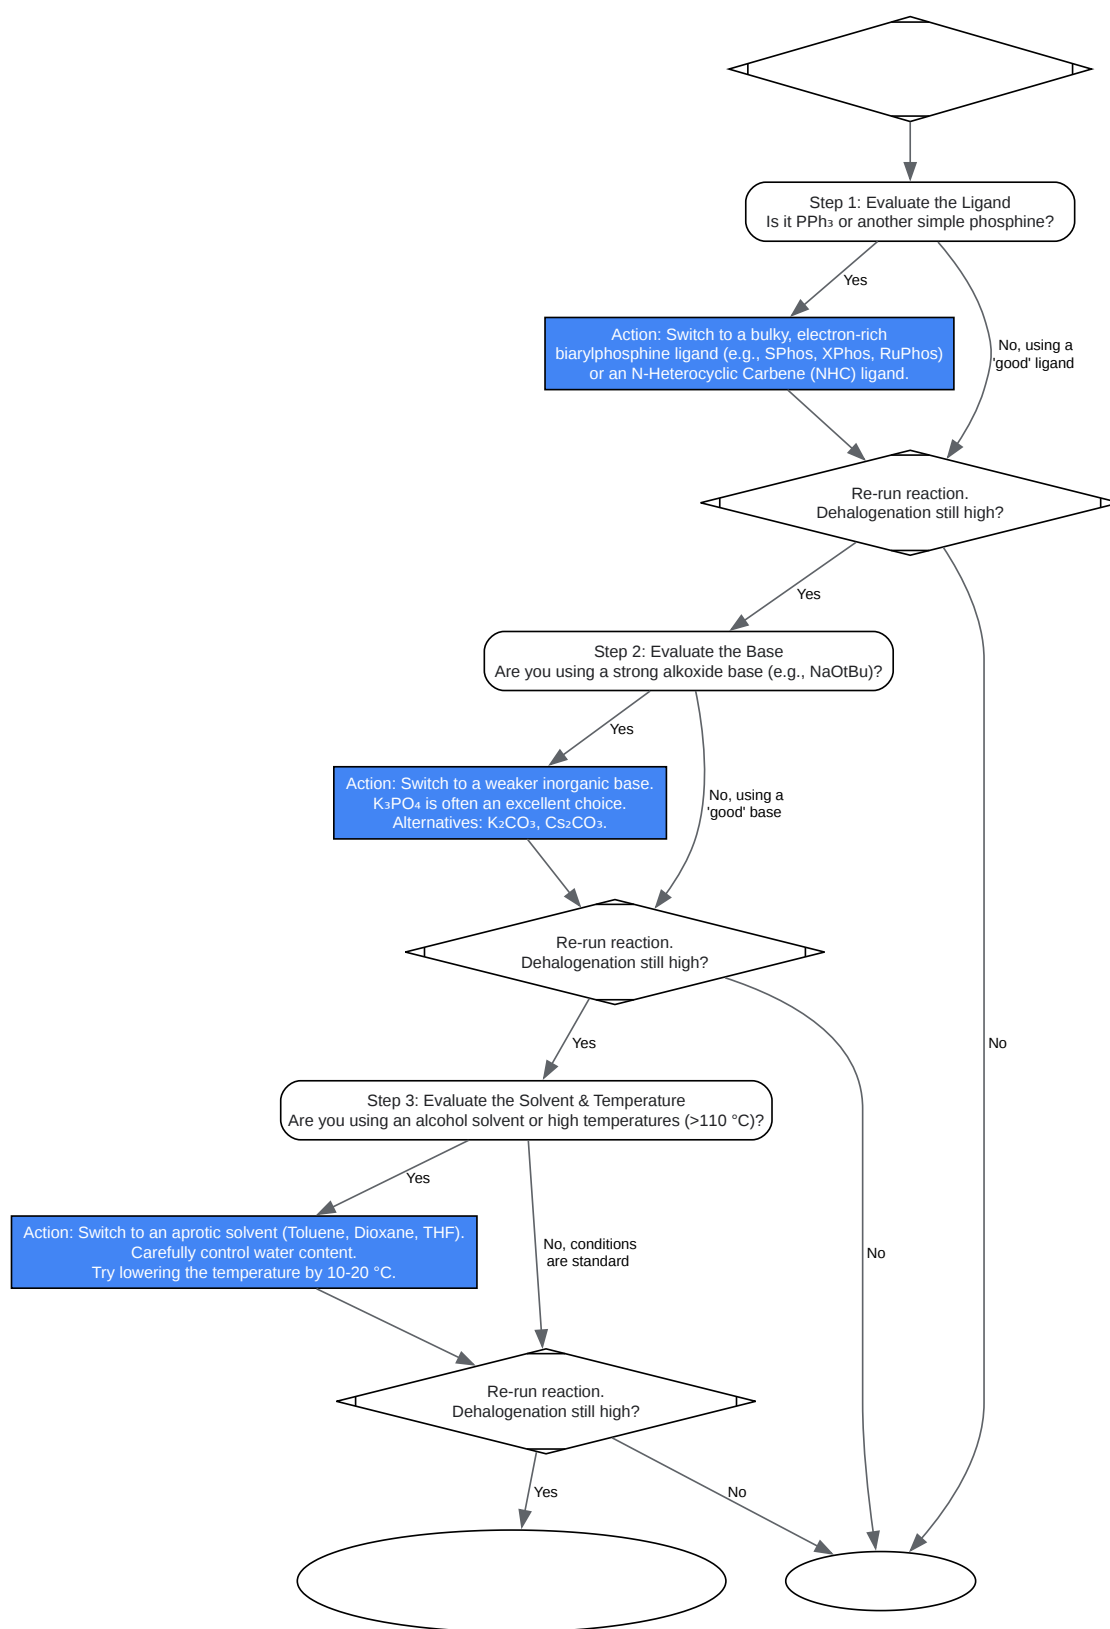 Step 1: Evaluate the Ligand
Is it PPh₃ or another simple phosphine?
Yes
Action: Switch to a bulky, electron-rich
biarylphosphine ligand (e.g., SPhos, XPhos, RuPhos)
or an N-Heterocyclic Carbene (NHC) ligand.
No, using a
'good' ligand
Re-run reaction.
Dehalogenation still high?
Yes
Step 2: Evaluate the Base
Are you using a strong alkoxide base (e.g., NaOtBu)?
Yes
Action: Switch to a weaker inorganic base.
K₃PO₄ is often an excellent choice.
Alternatives: K₂CO₃, Cs₂CO₃.
No, using a
'good' base
Re-run reaction.
Dehalogenation still high?
Yes
No
Step 3: Evaluate the Solvent & Temperature
Are you using an alcohol solvent or high temperatures (>110 °C)?
Yes
Action: Switch to an aprotic solvent (Toluene, Dioxane, THF).
Carefully control water content.
Try lowering the temperature by 10-20 °C.
No, conditions
are standard
No
Re-run reaction.
Dehalogenation still high?
Yes
No